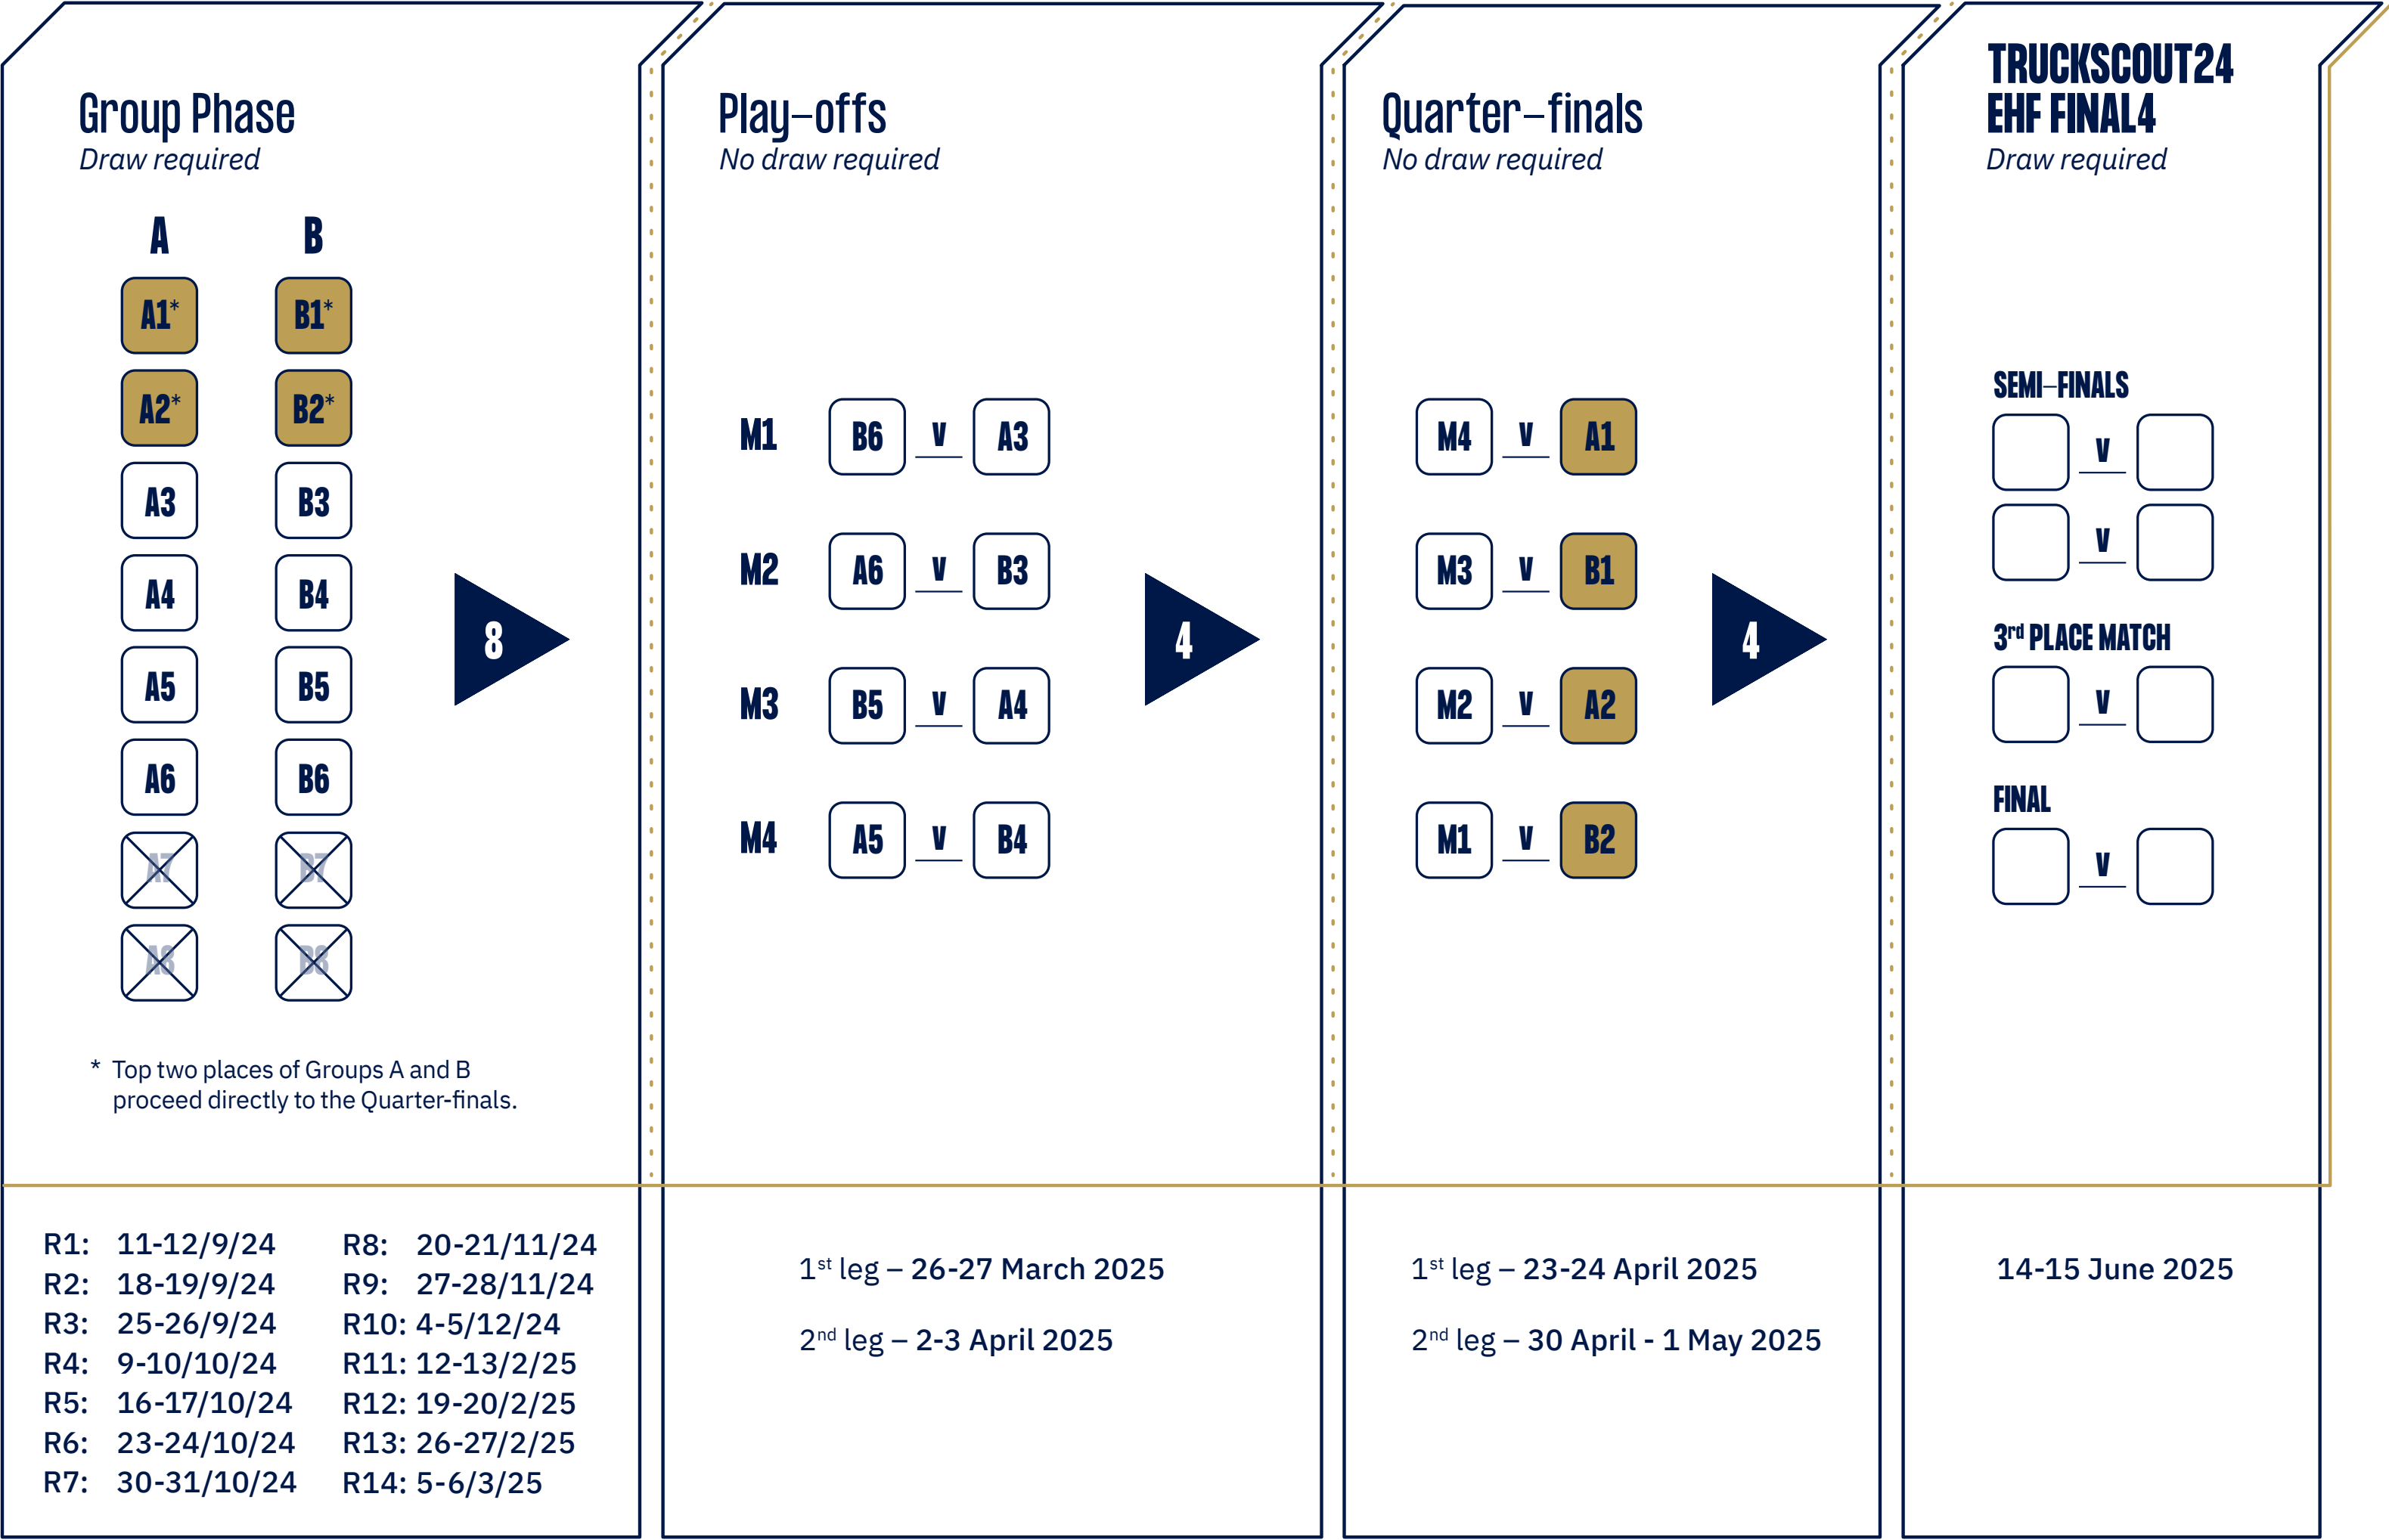 Group Phase
Draw required
A B
A1* B1*
A2* B2*
A3 B3
A4 B4
A5 B5
A6 B6
A7 B7
A8 B8
8
* Top two places of Groups A and B
proceed directly to the Quarter-finals.
R1: 11-12/9/24
R2: 18-19/9/24
R3: 25-26/9/24
R4: 9-10/10/24
R5: 16-17/10/24
R6: 23-24/10/24
R7: 30-31/10/24
R8: 20-21/11/24
R9: 27-28/11/24
R10: 4-5/12/24
R11: 12-13/2/25
R12: 19-20/2/25
R13: 26-27/2/25
R14: 5-6/3/25
Play-offs
No draw required
M1 B6 V A3
M2 A6 V B3
M3 B5 V A4
M4 A5 V B4
4
1st leg – 26-27 March 2025
2nd leg – 2-3 April 2025
Quarter-finals
No draw required
M4 V A1
M3 V B1
M2 V A2
M1 V B2
4
1st leg – 23-24 April 2025
2nd leg – 30 April - 1 May 2025
TRUCKSCOUT24
EHF FINAL4
Draw required
SEMI-FINALS
V
V
3rd PLACE MATCH
V
FINAL
V
14-15 June 2025